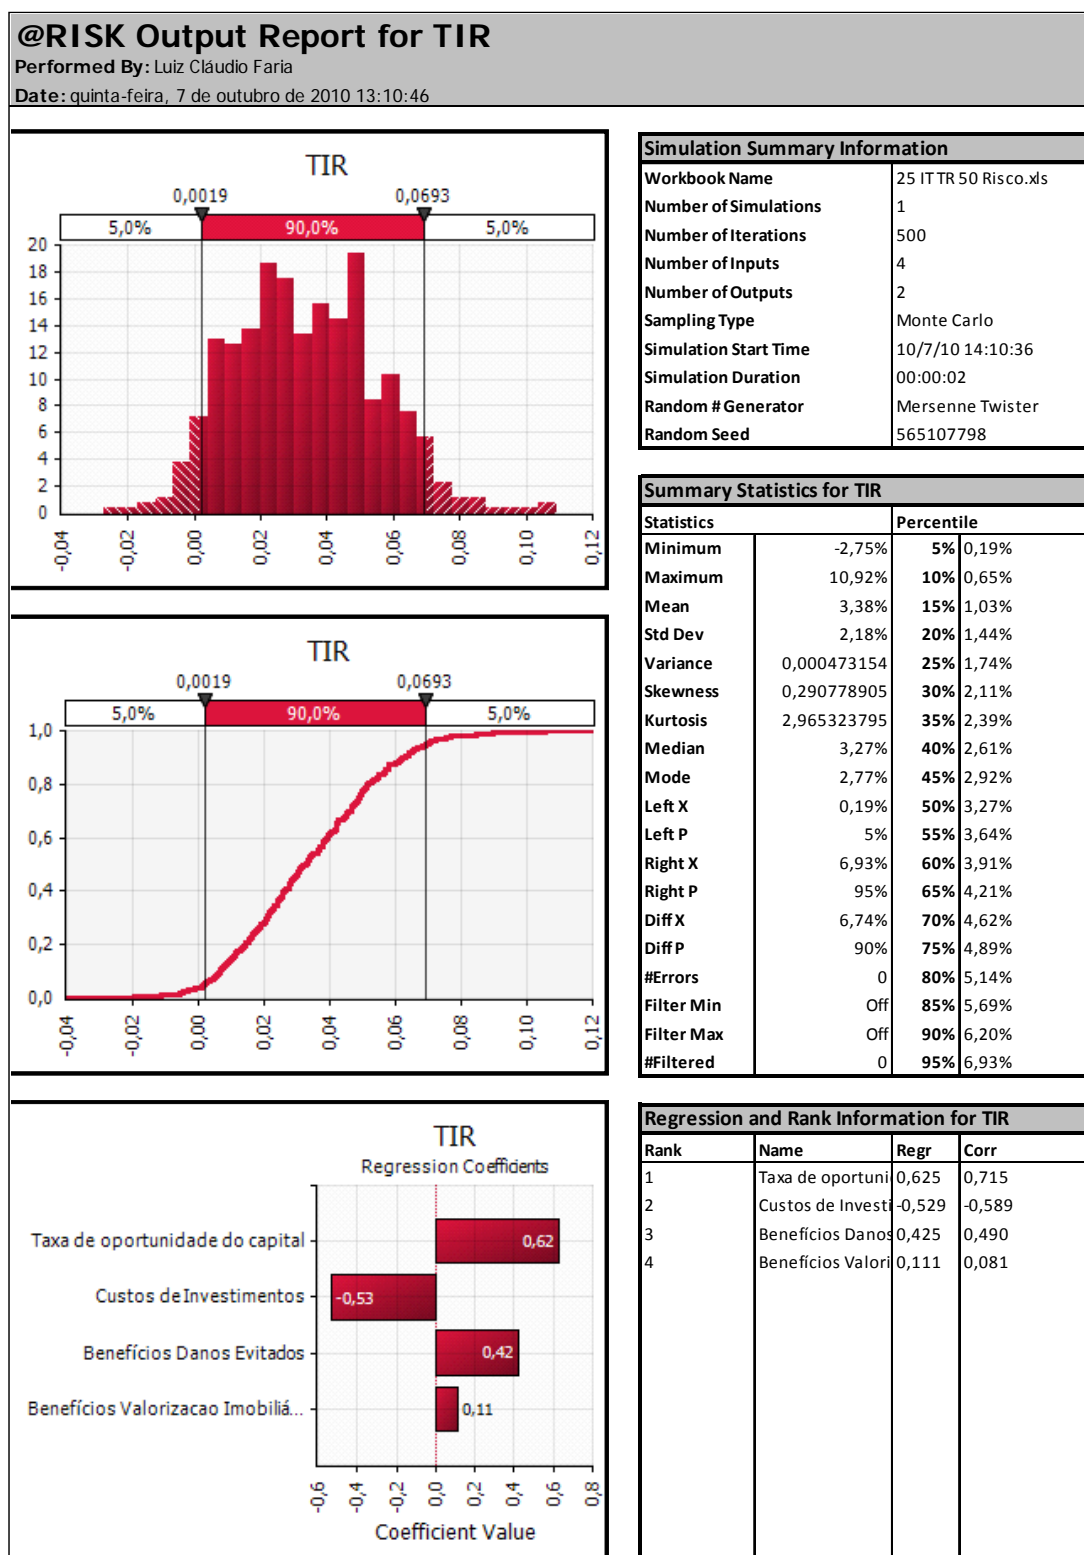 @RISK Output Report for TIR
Performed By: Luiz Cláudio Faria
Date: quinta-feira, 7 de outubro de 2010 13:10:46
TIR
0,0019 0,0693
5,0% 90,0% 5,0%
20
18
16
14
12
10
8
6
4
2
0
-0,04 -0,02 0,00 0,02 0,04 0,06 0,08 0,10 0,12
TIR
0,0019 0,0693
5,0% 90,0% 5,0%
1,0
0,8
0,6
0,4
0,2
0,0
-0,04 -0,02 0,00 0,02 0,04 0,06 0,08 0,10 0,12
TIR
Regression Coefficients
Taxa de oportunidade do capital 0,62
Custos de Investimentos -0,53
Benefícios Danos Evitados 0,42
Benefícios Valorizacao Imobiliá... 0,11
-0,6 -0,4 -0,2 0,0 0,2 0,4 0,6 0,8
Coefficient Value
Simulation Summary Information
Workbook Name 25 IT TR 50 Risco.xls
Number of Simulations 1
Number of Iterations 500
Number of Inputs 4
Number of Outputs 2
Sampling Type Monte Carlo
Simulation Start Time 10/7/10 14:10:36
Simulation Duration 00:00:02
Random # Generator Mersenne Twister
Random Seed 565107798
Summary Statistics for TIR
Statistics Percentile
Minimum -2,75% 5% 0,19%
Maximum 10,92% 10% 0,65%
Mean 3,38% 15% 1,03%
Std Dev 2,18% 20% 1,44%
Variance 0,000473154 25% 1,74%
Skewness 0,290778905 30% 2,11%
Kurtosis 2,965323795 35% 2,39%
Median 3,27% 40% 2,61%
Mode 2,77% 45% 2,92%
Left X 0,19% 50% 3,27%
Left P 5% 55% 3,64%
Right X 6,93% 60% 3,91%
Right P 95% 65% 4,21%
Diff X 6,74% 70% 4,62%
Diff P 90% 75% 4,89%
#Errors 0 80% 5,14%
Filter Min Off 85% 5,69%
Filter Max Off 90% 6,20%
#Filtered 0 95% 6,93%
Regression and Rank Information for TIR
Rank Name Regr Corr
1 Taxa de oportuni 0,625 0,715
2 Custos de Investi -0,529 -0,589
3 Benefícios Danos 0,425 0,490
4 Benefícios Valori 0,111 0,081